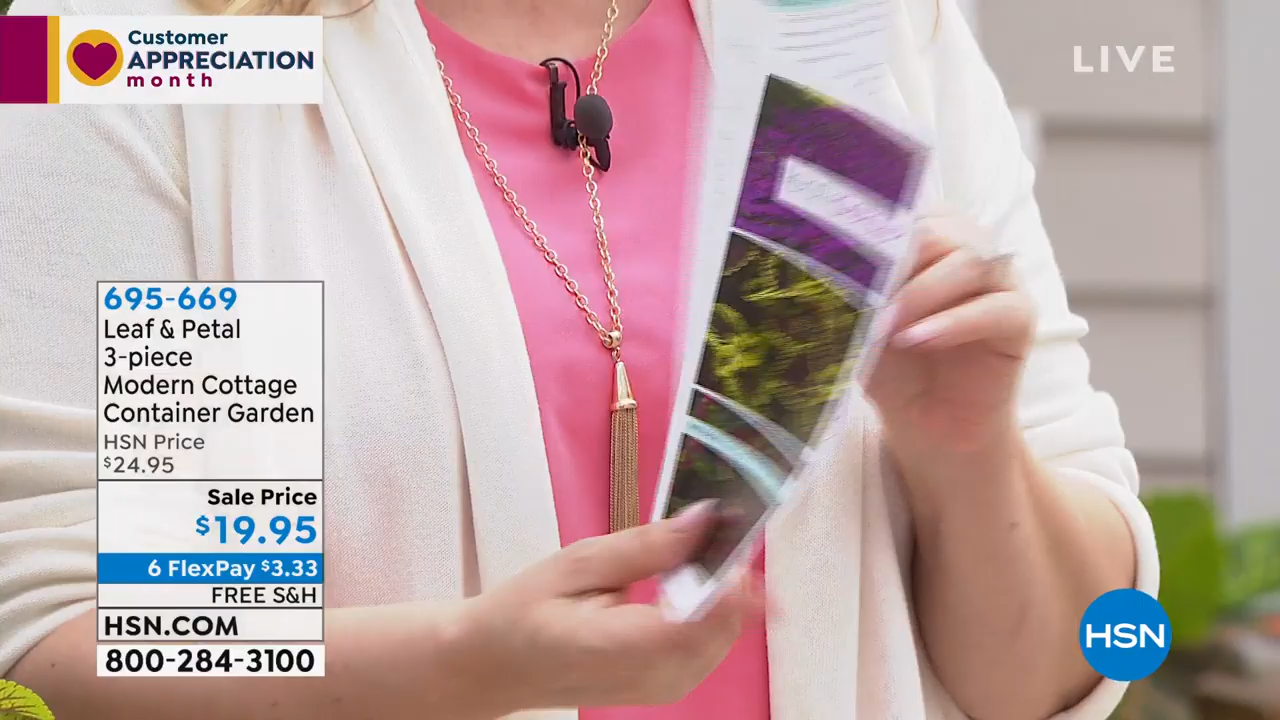 Customer
APPRECIATION
month
LIVE
695-669
Leaf & Petal
3-piece
Modern Cottage
Container Garden
HSN Price
$24.95
Sale Price
$19.95
6 FlexPay $3.33
FREE S&H
HSN.COM
800-284-3100
HSN